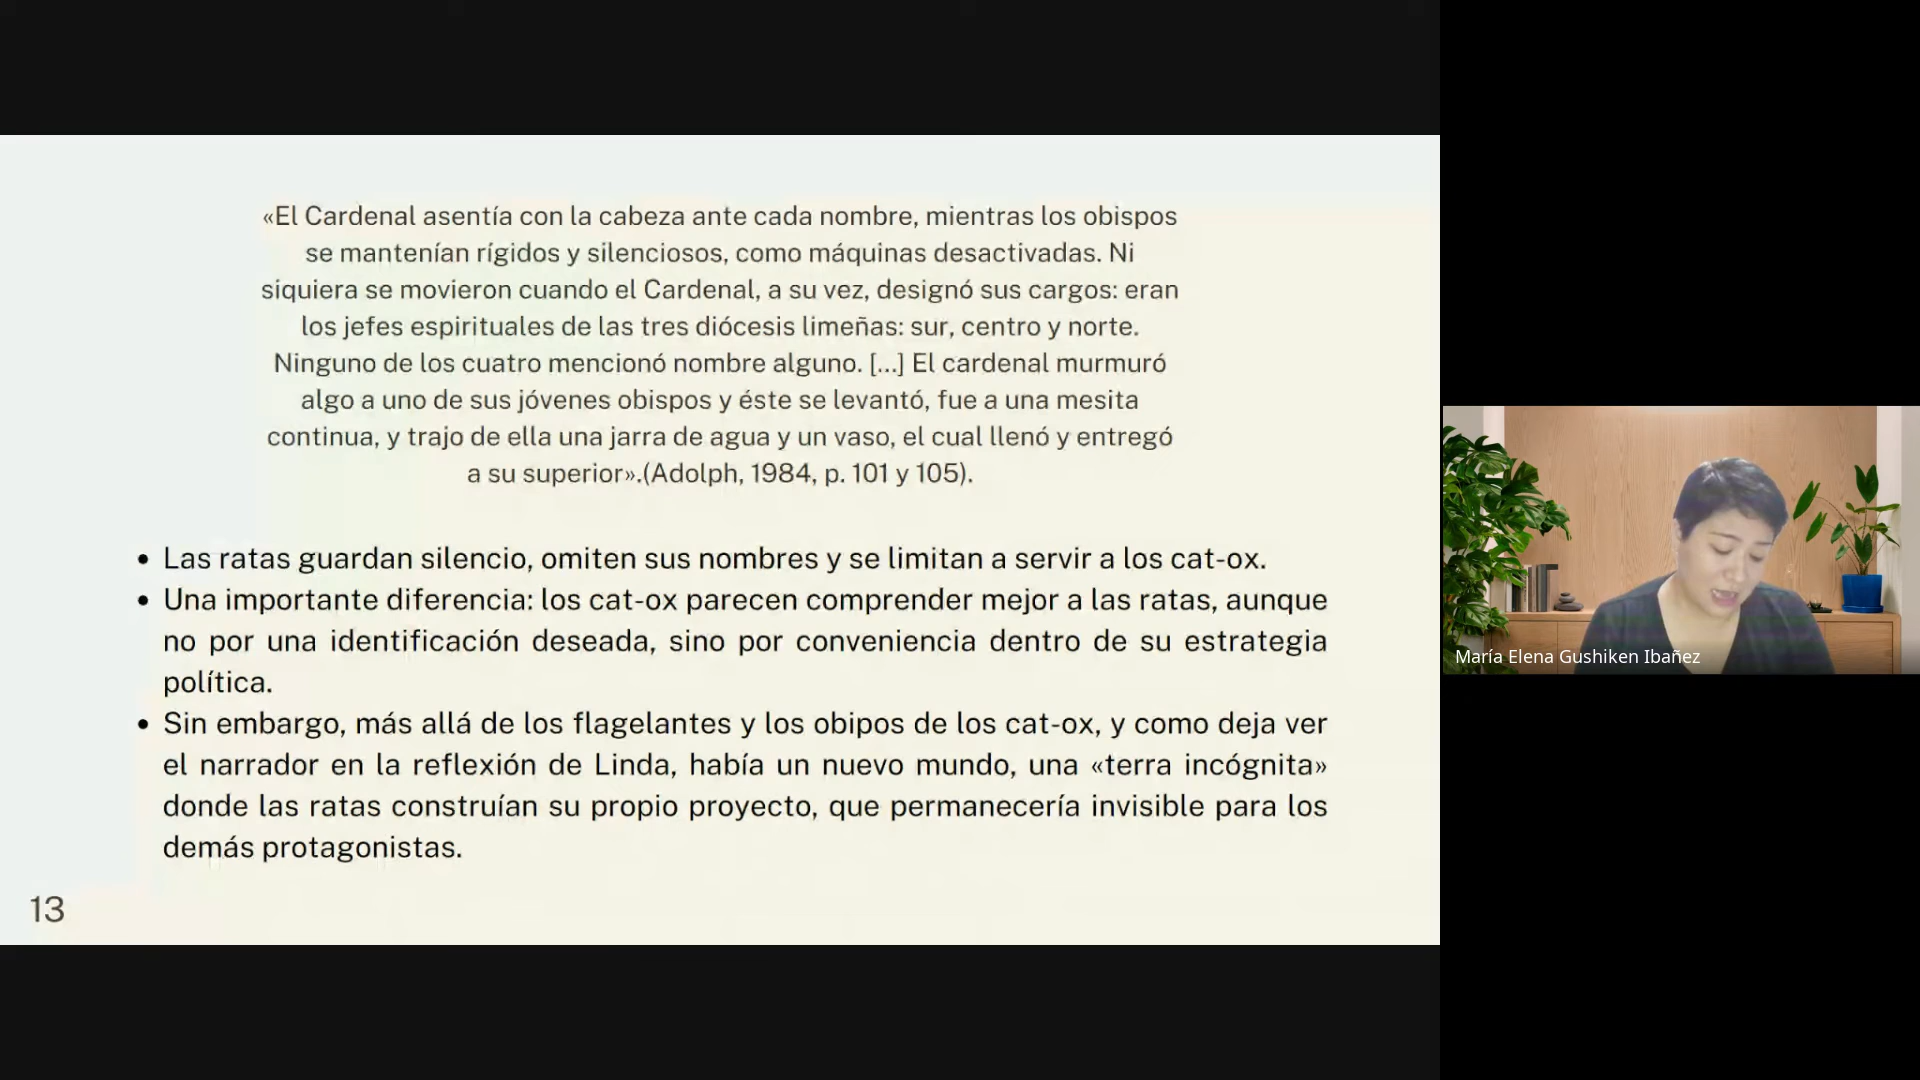 «El Cardenal asentía con la cabeza ante cada nombre, mientras los obispos
se mantenían rígidos y silenciosos, como máquinas desactivadas. Ni
siquiera se movieron cuando el Cardenal, a su vez, designó sus cargos: eran
los jefes espirituales de las tres diócesis limeñas: sur, centro y norte.
Ninguno de los cuatro mencionó nombre alguno. [...] El cardenal murmuró
algo a uno de sus jóvenes obispos y éste se levantó, fue a una mesita
continua, y trajo de ella una jarra de agua y un vaso, el cual llenó y entregó
a su superior».(Adolph, 1984, p. 101 y 105).
• Las ratas guardan silencio, omiten sus nombres y se limitan a servir a los cat-ox.
• Una importante diferencia: los cat-ox parecen comprender mejor a las ratas, aunque
no por una identificación deseada, sino por conveniencia dentro de su estrategia
política.
• Sin embargo, más allá de los flagelantes y los obipos de los cat-ox, y como deja ver
el narrador en la reflexión de Linda, había un nuevo mundo, una «terra incógnita»
donde las ratas construían su propio proyecto, que permanecería invisible para los
demás protagonistas.
13
María Elena Gushiken Ibañez